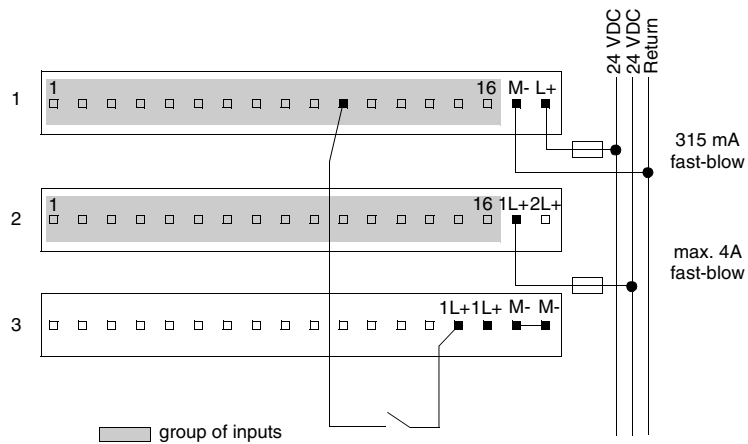 24 VDC
24 VDC
Return
1
1 16 M- L+
315 mA
fast-blow
2
1 16 1L+ 2L+
max. 4A
fast-blow
3
1L+ 1L+ M- M-
group of inputs